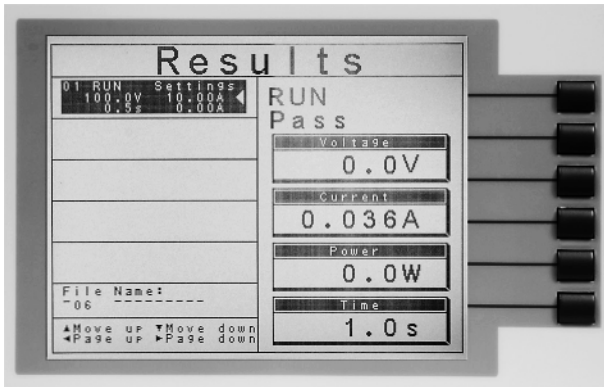 Results
01 RUN Settings
100.0V 10.00A ◀
0.5s 0.00A
File Name:
-06 ---------
▲Move up ▼Move down
◀Page up ▶Page down
RUN
Pass
Voltage
0.0V
Current
0.036A
Power
0.0W
Time
1.0s